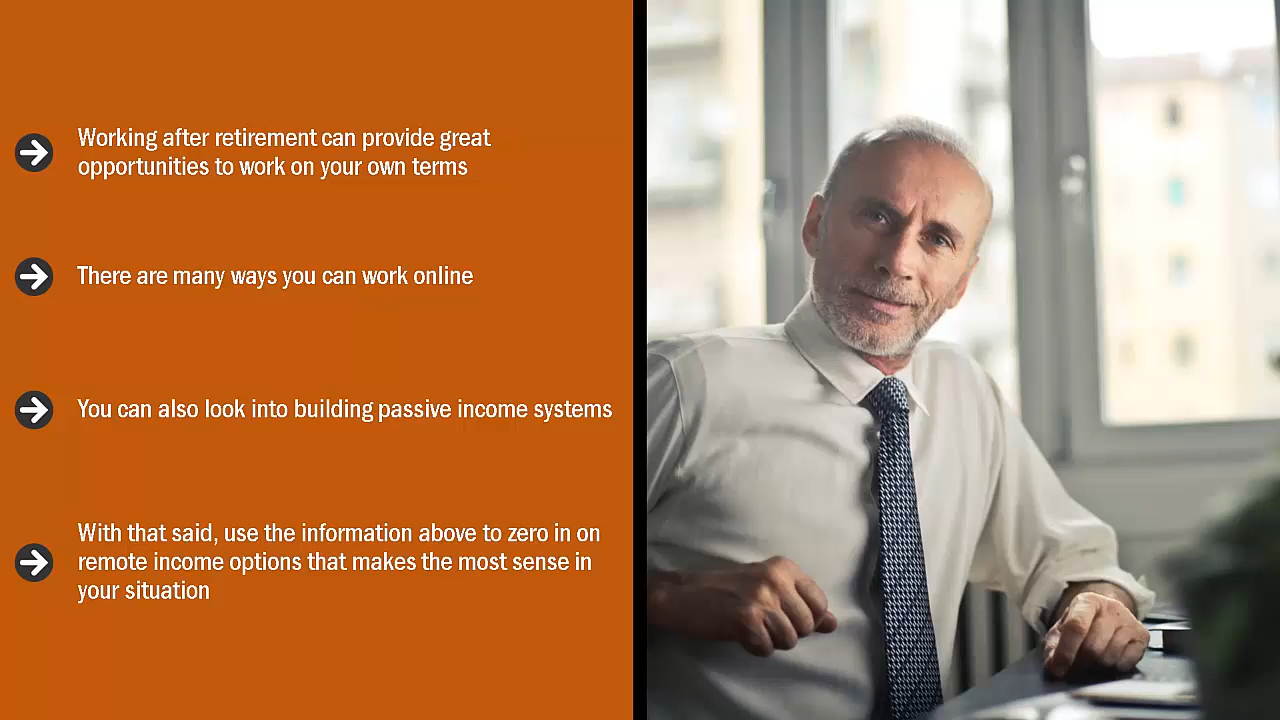 Working after retirement can provide great
opportunities to work on your own terms
There are many ways you can work online
You can also look into building passive income systems
With that said, use the information above to zero in on
remote income options that makes the most sense in
your situation